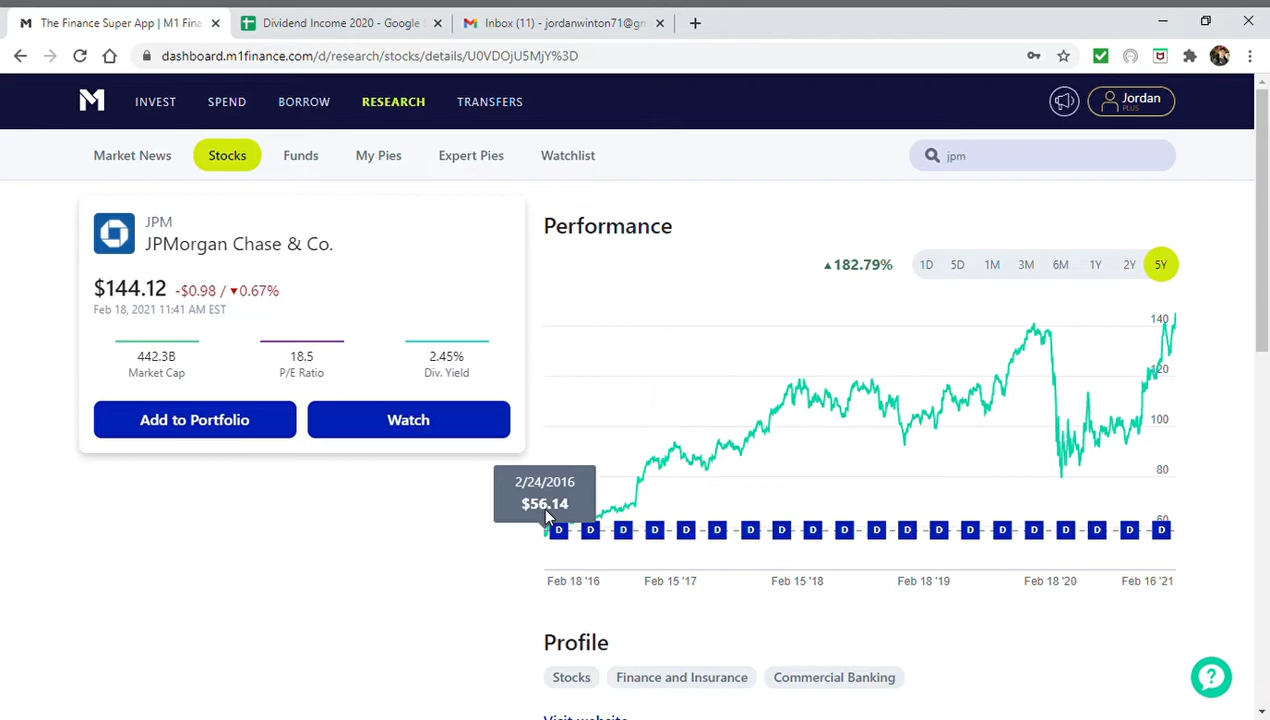 The Finance Super App | M1 Fina
Dividend Income 2020 - Google S
Inbox (11) - jordanwinton71@gm
dashboard.m1finance.com/d/research/stocks/details/U0VDOjU5MjY%3D
INVEST SPEND BORROW RESEARCH TRANSFERS
Jordan
PLUS
Market News Stocks Funds My Pies Expert Pies Watchlist
jpm
JPM
JPMorgan Chase & Co.
$144.12 -$0.98 / ▼0.67%
Feb 18, 2021 11:41 AM EST
442.3B 18.5 2.45%
Market Cap P/E Ratio Div. Yield
Add to Portfolio Watch
Performance
▲182.79%
1D 5D 1M 3M 6M 1Y 2Y 5Y
140
120
100
80
60
2/24/2016
$56.14
D D D D D D D D D D D D D D D D D D D D
Feb 18 '16 Feb 15 '17 Feb 15 '18 Feb 18 '19 Feb 18 '20 Feb 16 '21
Profile
Stocks Finance and Insurance Commercial Banking
Visit website